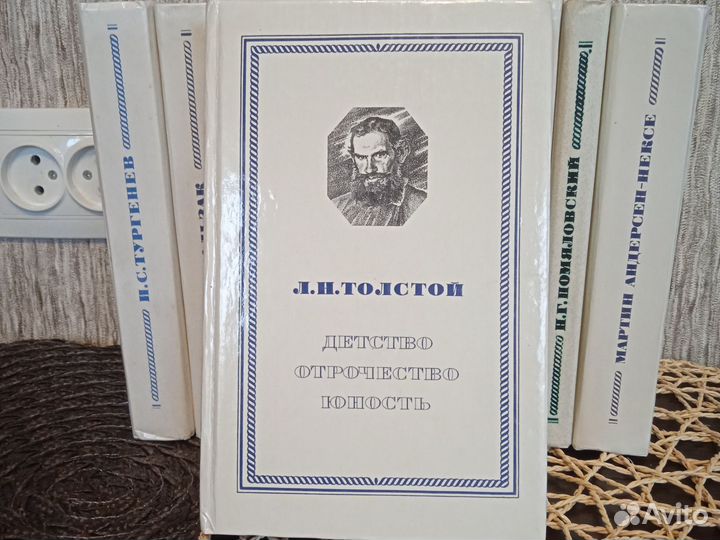 И.С.ТУРГЕНЕВ
Л.Н.ТОЛСТОЙ
ДЕТСТВО
ОТРОЧЕСТВО
ЮНОСТЬ
Н.Г.ПОМЯЛОВСКИЙ
МАРТИН АНДЕРСЕН-НЕКСЕ
Avito